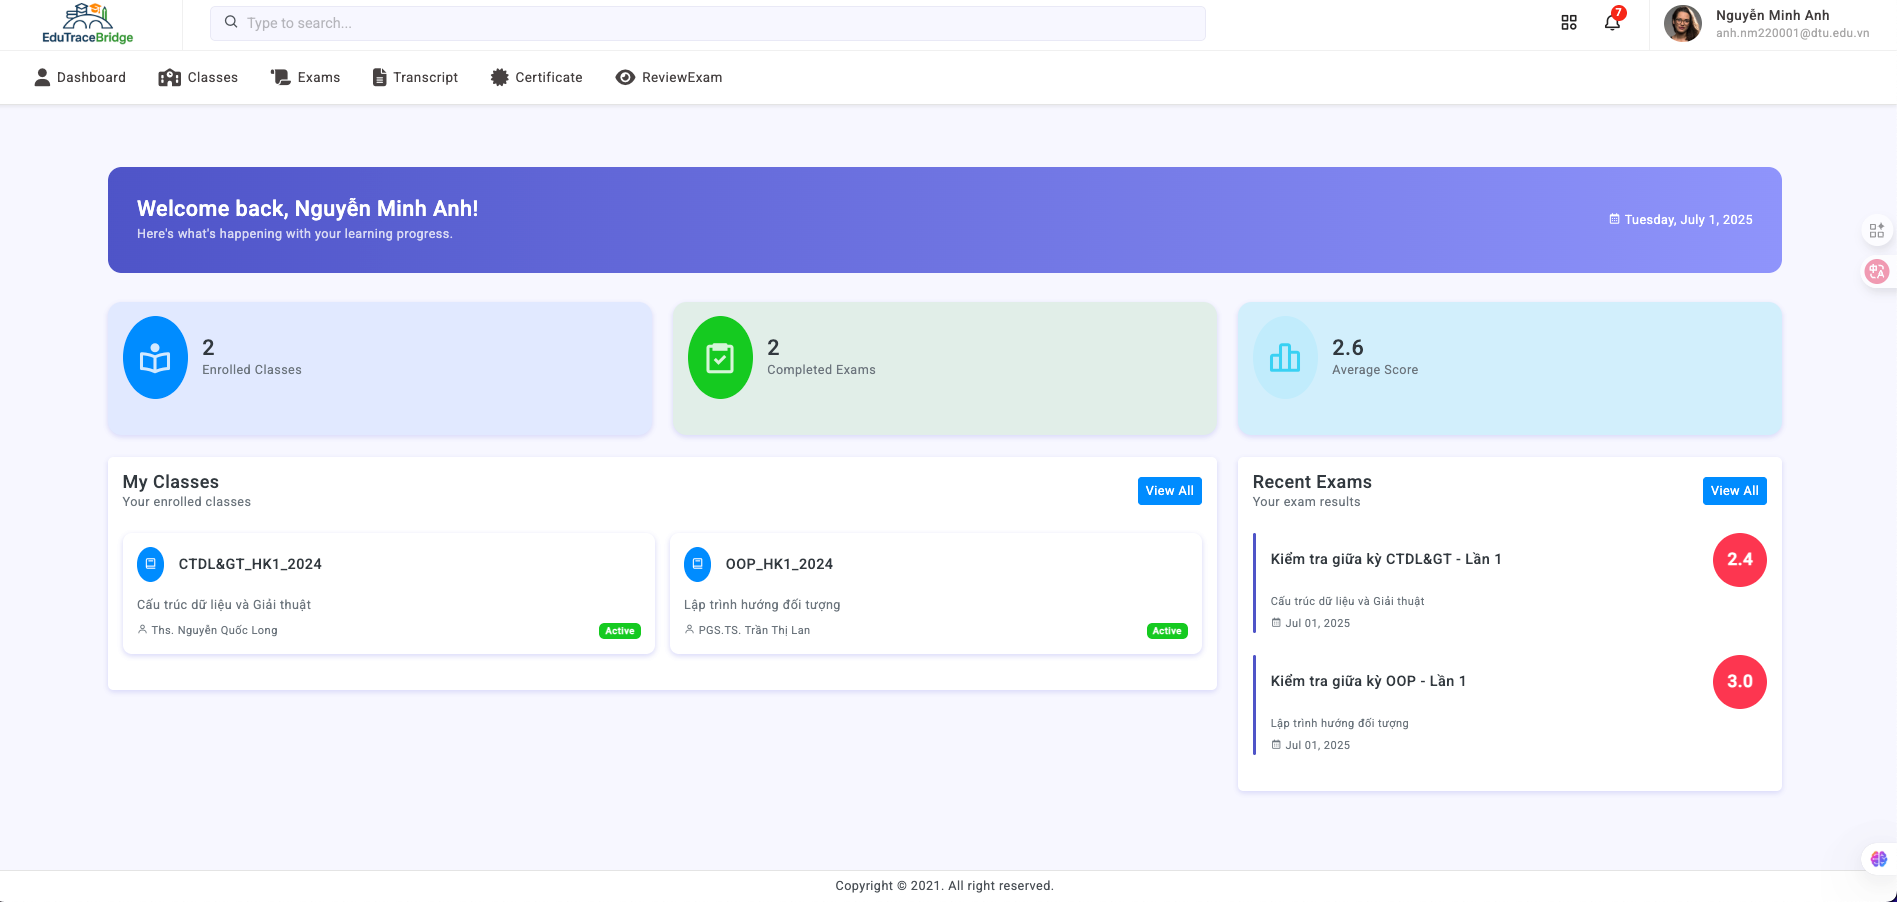 EduTraceBridge
Type to search...
7
Nguyễn Minh Anh
anh.nm220001@dtu.edu.vn
Dashboard
Classes
Exams
Transcript
Certificate
ReviewExam
Welcome back, Nguyễn Minh Anh!
Here's what's happening with your learning progress.
Tuesday, July 1, 2025
2
Enrolled Classes
2
Completed Exams
2.6
Average Score
My Classes
Your enrolled classes
View All
CTDL&GT_HK1_2024
Cấu trúc dữ liệu và Giải thuật
Ths. Nguyễn Quốc Long
Active
OOP_HK1_2024
Lập trình hướng đối tượng
PGS.TS. Trần Thị Lan
Active
Recent Exams
Your exam results
View All
Kiểm tra giữa kỳ CTDL&GT - Lần 1
2.4
Cấu trúc dữ liệu và Giải thuật
Jul 01, 2025
Kiểm tra giữa kỳ OOP - Lần 1
3.0
Lập trình hướng đối tượng
Jul 01, 2025
Copyright © 2021. All right reserved.